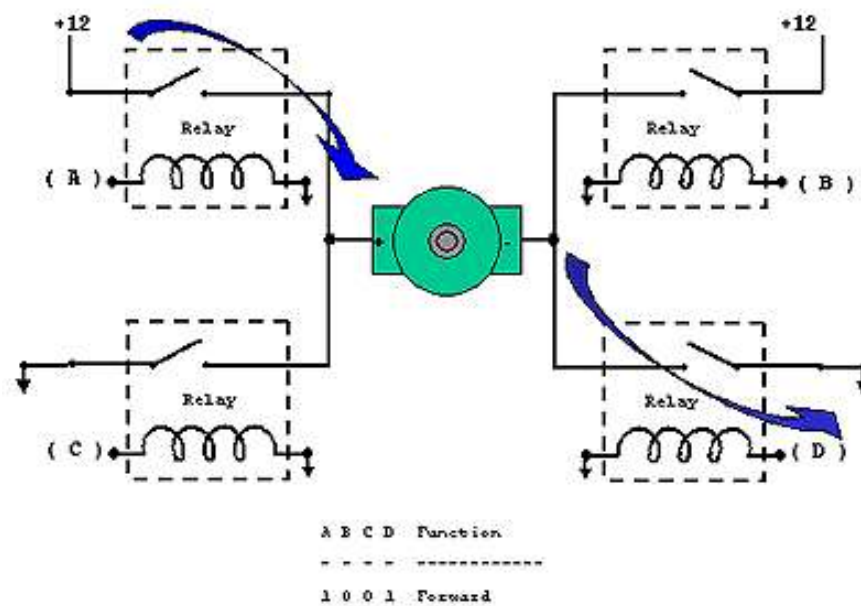 +12 +12
Relay Relay
( A ) ( B )
+ -
Relay Relay
( C ) ( D )
A B C D Function
- - - - ------------
1 0 0 1 Forward